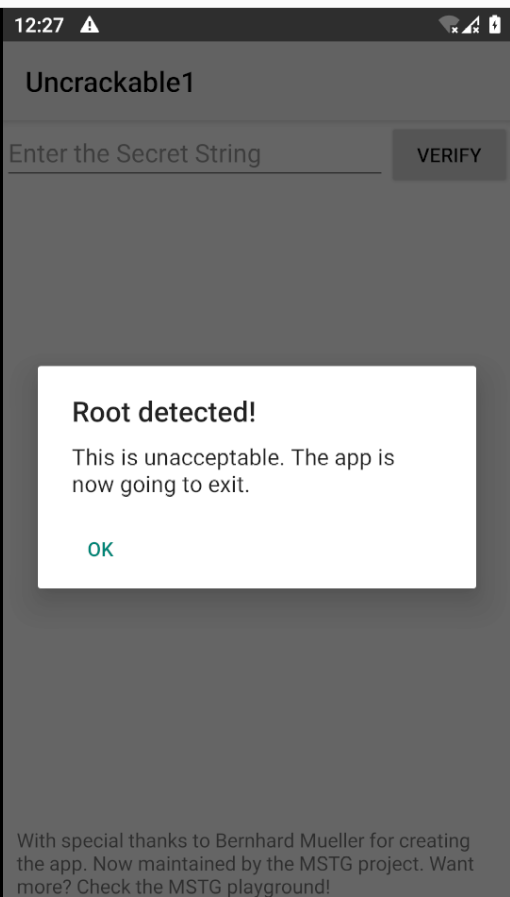 12:27
Uncrackable1
Enter the Secret String
VERIFY
Root detected!
This is unacceptable. The app is
now going to exit.
OK
With special thanks to Bernhard Mueller for creating
the app. Now maintained by the MSTG project. Want
more? Check the MSTG playground!